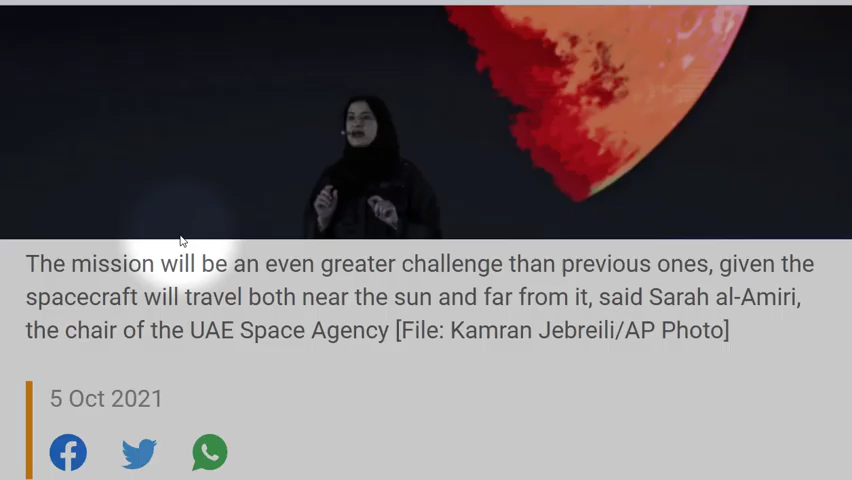 The mission will be an even greater challenge than previous ones, given the
spacecraft will travel both near the sun and far from it, said Sarah al-Amiri,
the chair of the UAE Space Agency [File: Kamran Jebreili/AP Photo]
5 Oct 2021